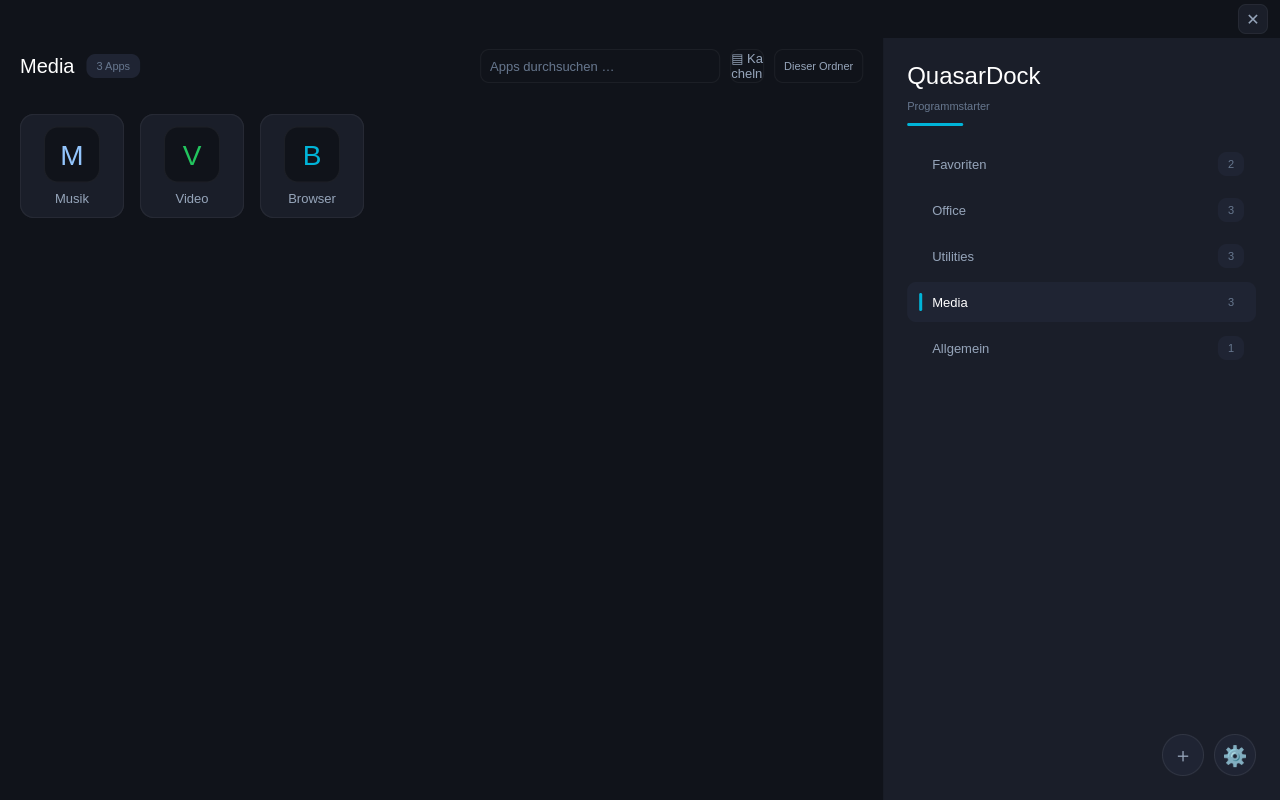 ✕
Media
3 Apps
Apps durchsuchen …
▤ Ka
cheln
Dieser Ordner
M
Musik
V
Video
B
Browser
QuasarDock
Programmstarter
Favoriten
2
Office
3
Utilities
3
Media
3
Allgemein
1
+